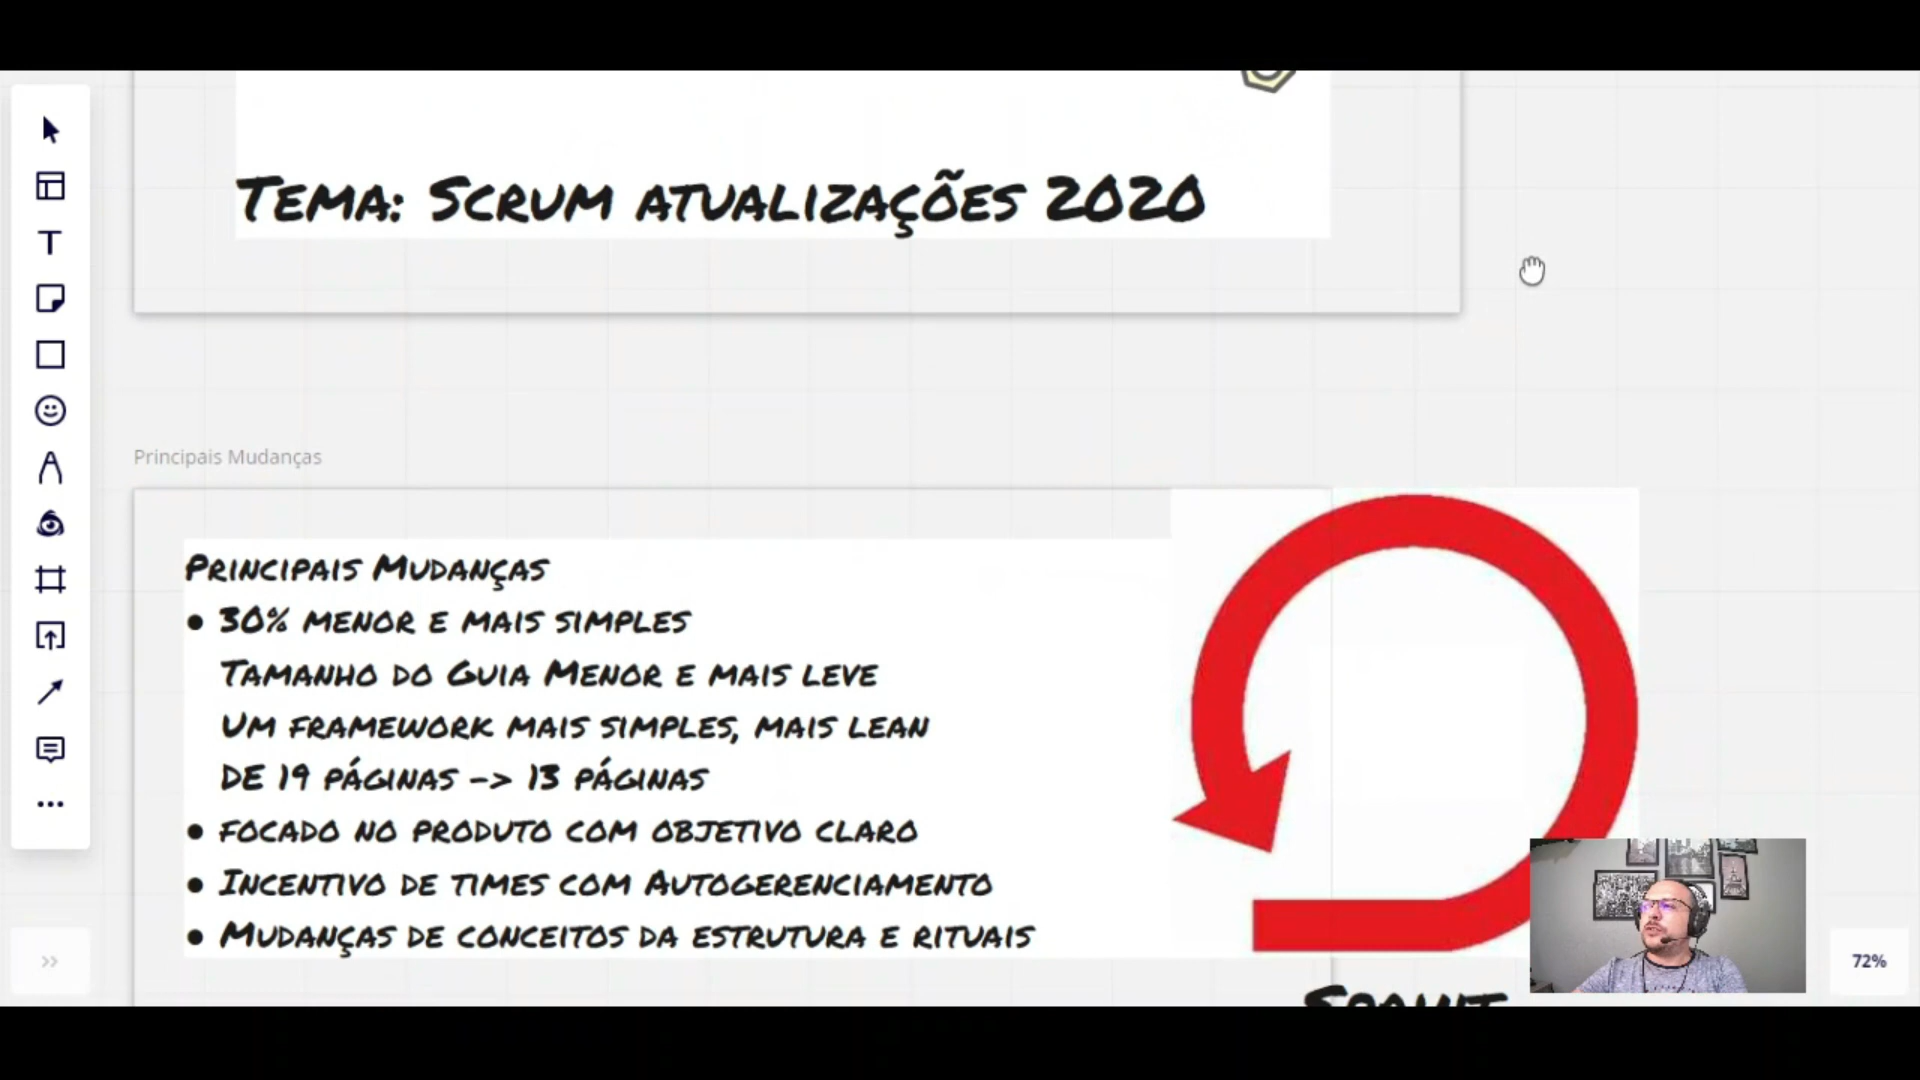 Tema: Scrum atualizações 2020
Principais Mudanças
Principais Mudanças
• 30% menor e mais simples
Tamanho do Guia Menor e mais leve
Um framework mais simples, mais lean
DE 19 páginas -> 13 páginas
• focado no produto com objetivo claro
• Incentivo de times com Autogerenciamento
• Mudanças de conceitos da estrutura e rituais
72%